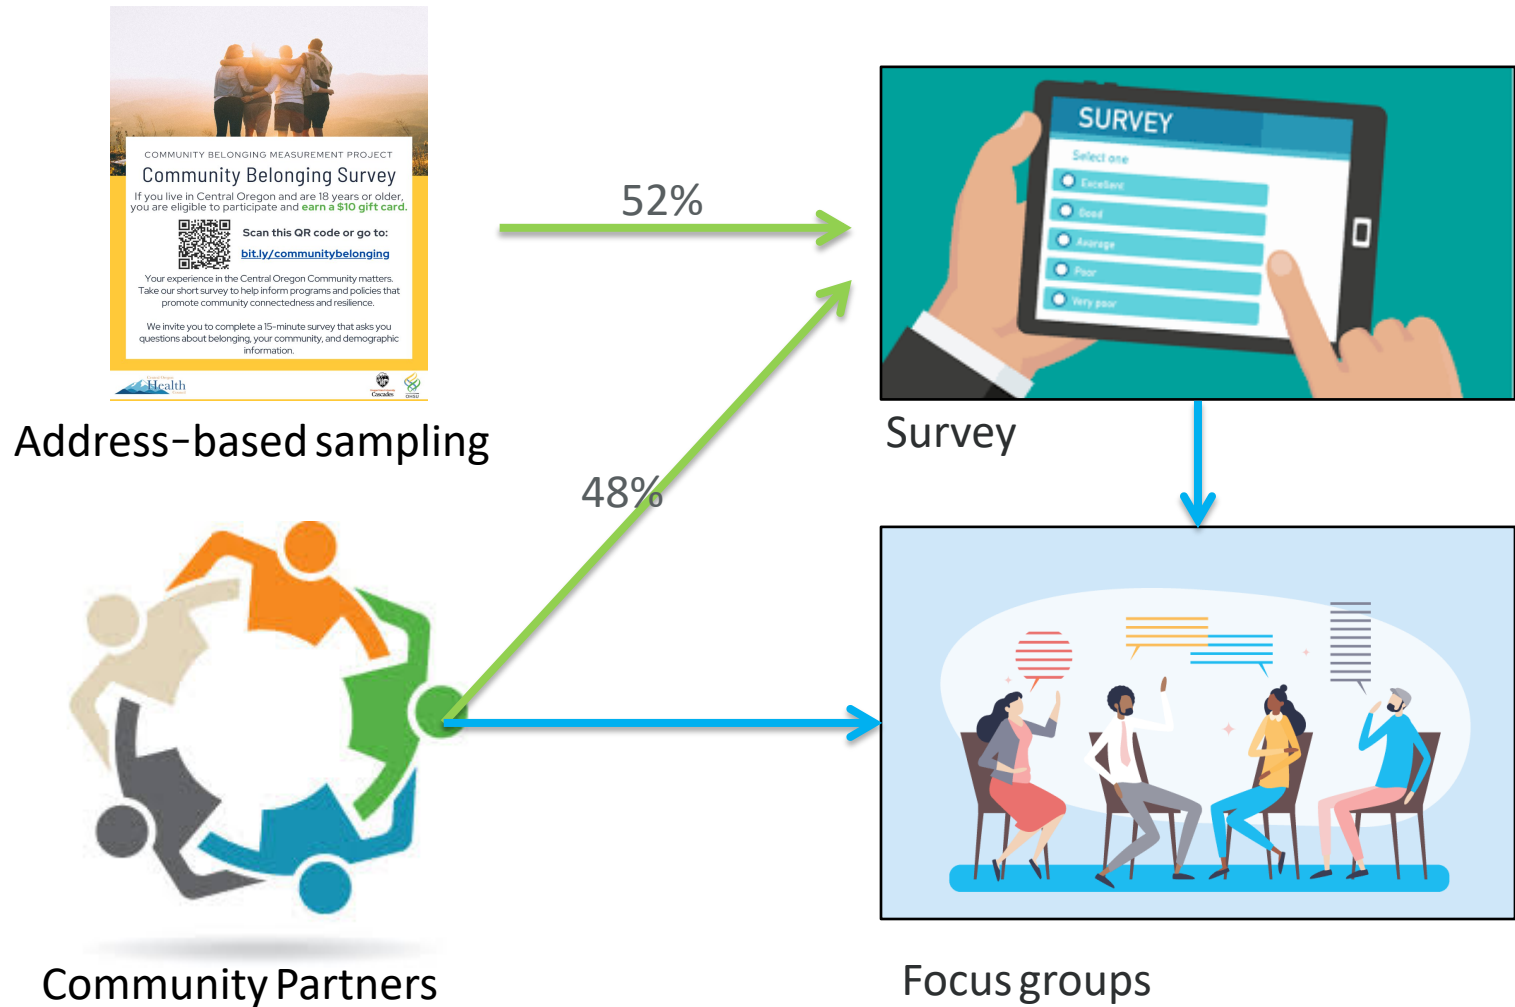 COMMUNITY BELONGING MEASUREMENT PROJECT
Community Belonging Survey
If you live in Central Oregon and are 18 years or older,
you are eligible to participate and earn a $10 gift card.
Scan this QR code or go to:
bit.ly/communitybelonging
Your experience in the Central Oregon Community matters.
Take our short survey to help inform programs and policies that
promote community connectedness and resilience.
We invite you to complete a 15-minute survey that asks you
questions about belonging, your community, and demographic
information.
Central Oregon
Health
Cascades
OHSU
Address-based sampling
52%
48%
SURVEY
Select one
Excellent
Good
Avarage
Poor
Very poor
Survey
Community Partners
Focus groups